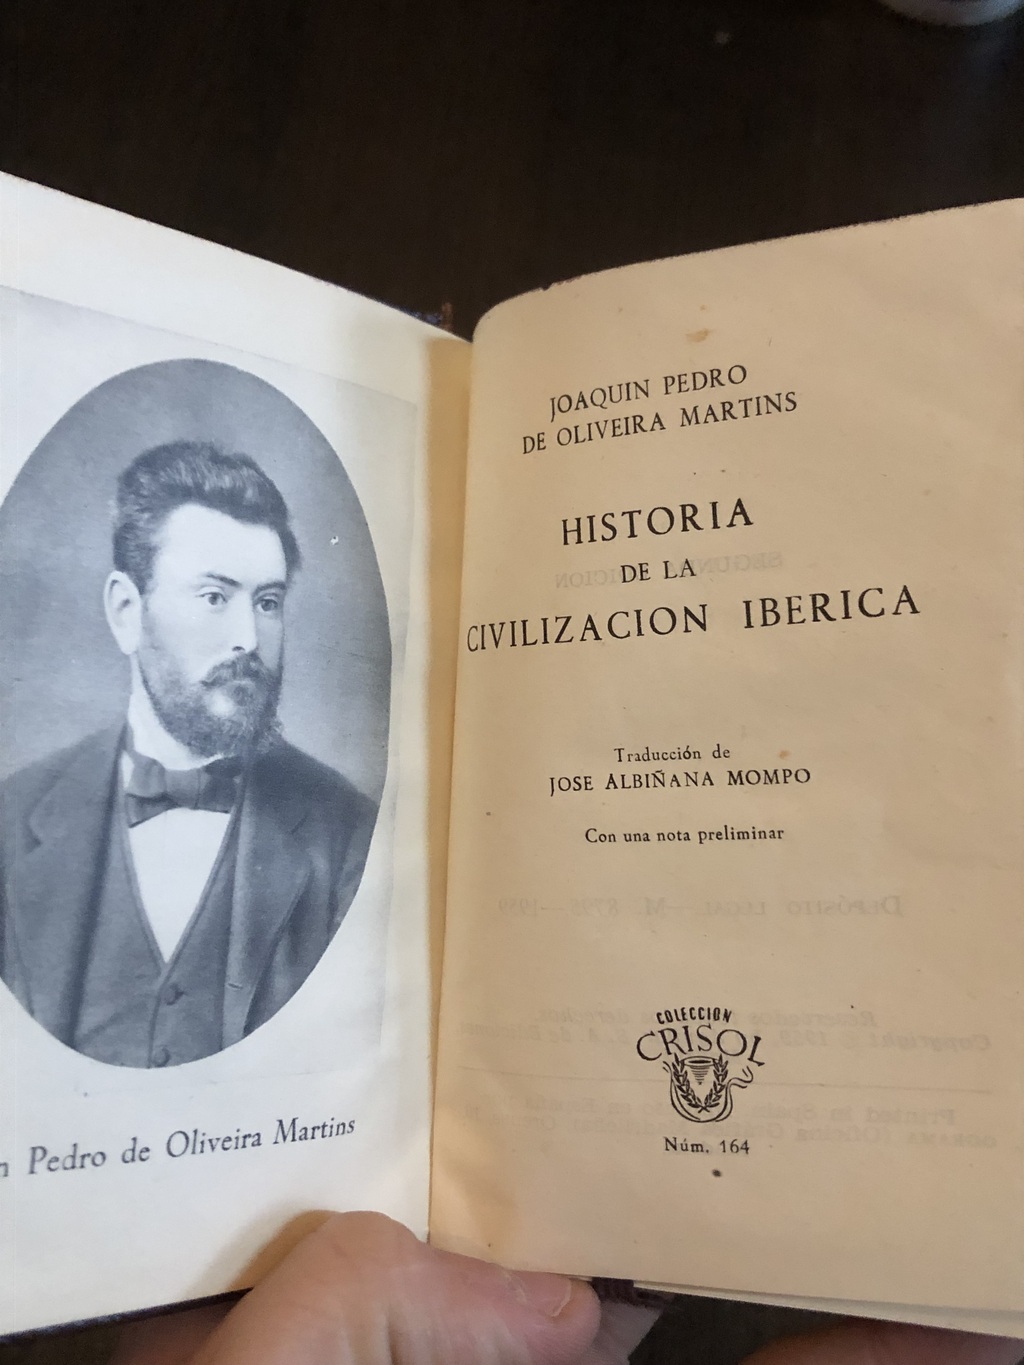 Pedro de Oliveira Martins
JOAQUIN PEDRO
DE OLIVEIRA MARTINS
HISTORIA
DE LA
CIVILIZACION IBERICA
Traducción de
JOSE ALBIÑANA MOMPO
Con una nota preliminar
COLECCION
CRISOL
Núm. 164